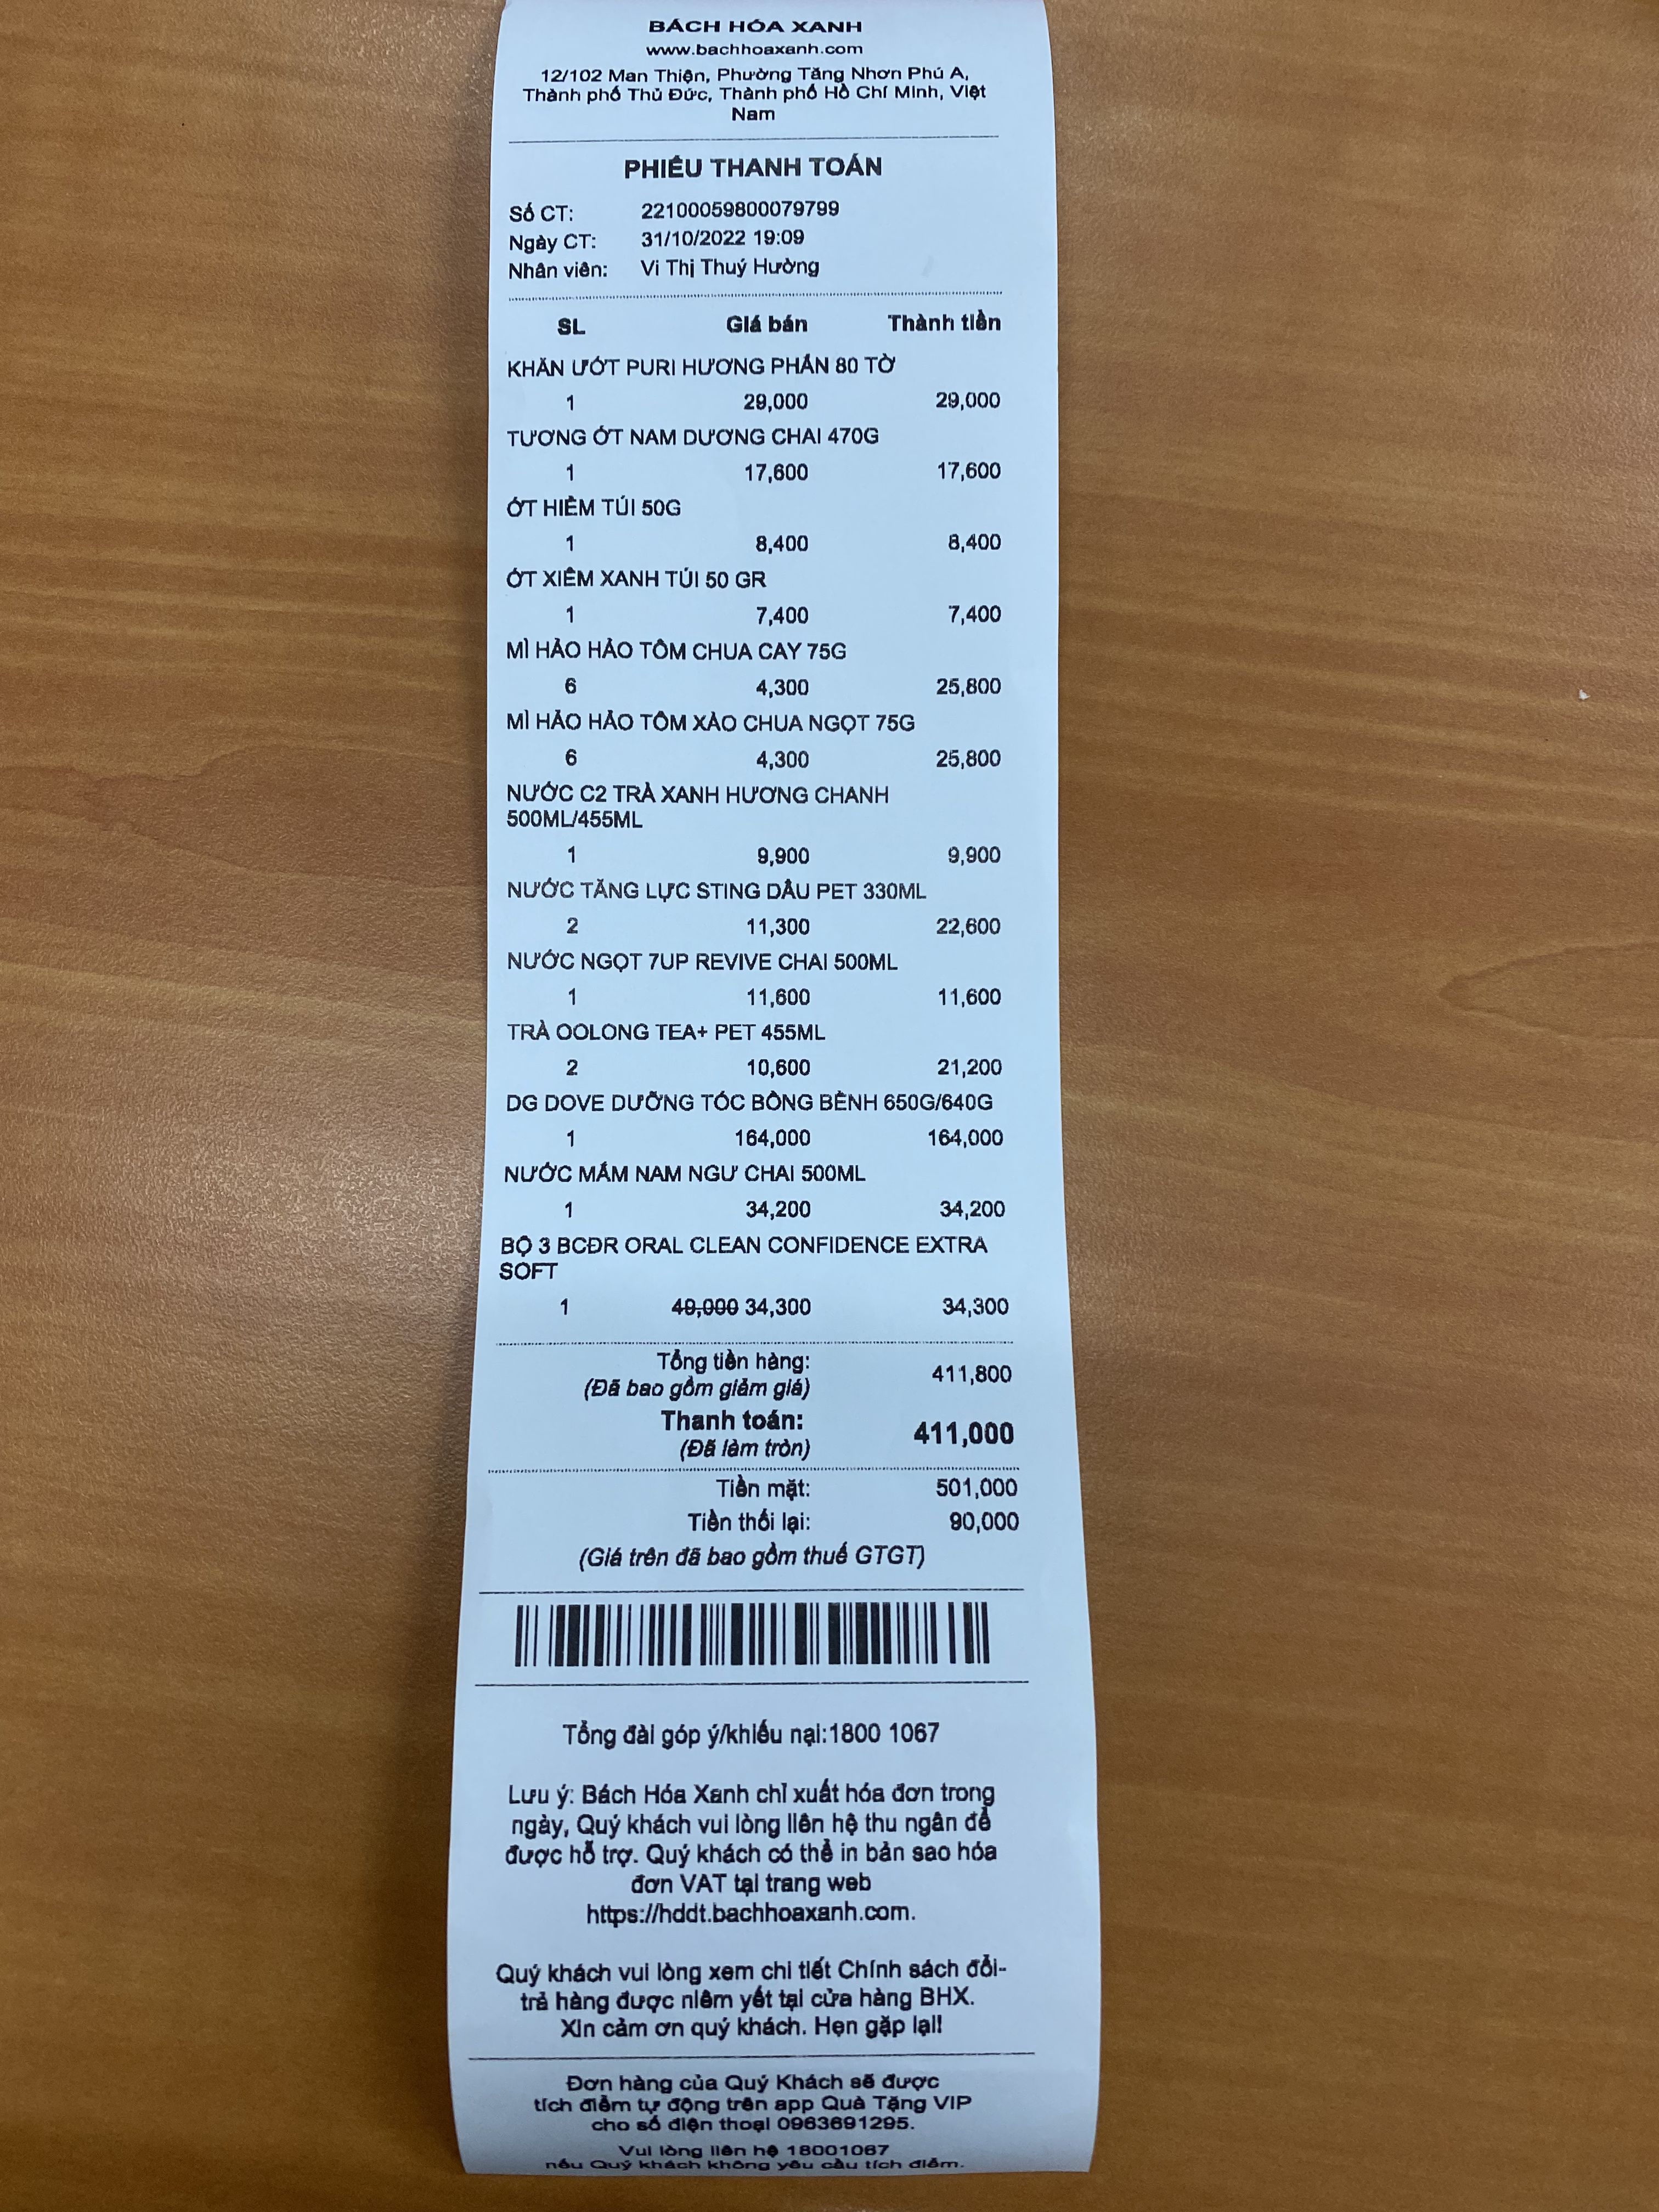 BÁCH HÓA XANH
www.bachhoaxanh.com
12/102 Man Thiện, Phường Tăng Nhơn Phú A,
Thành phố Thủ Đức, Thành phố Hồ Chí Minh, Việt
Nam
PHIẾU THANH TOÁN
Số CT: 22100059800079799
Ngày CT: 31/10/2022 19:09
Nhân viên: Vi Thị Thuý Hường
SL Giá bán Thành tiền
KHĂN ƯỚT PURI HƯƠNG PHẤN 80 TỜ
1 29,000 29,000
TƯƠNG ỚT NAM DƯƠNG CHAI 470G
1 17,600 17,600
ỚT HIỂM TÚI 50G
1 8,400 8,400
ỚT XIÊM XANH TÚI 50 GR
1 7,400 7,400
MÌ HẢO HẢO TÔM CHUA CAY 75G
6 4,300 25,800
MÌ HẢO HẢO TÔM XÀO CHUA NGỌT 75G
6 4,300 25,800
NƯỚC C2 TRÀ XANH HƯƠNG CHANH
500ML/455ML
1 9,900 9,900
NƯỚC TĂNG LỰC STING DÂU PET 330ML
2 11,300 22,600
NƯỚC NGỌT 7UP REVIVE CHAI 500ML
1 11,600 11,600
TRÀ OOLONG TEA+ PET 455ML
2 10,600 21,200
DG DOVE DƯỠNG TÓC BỒNG BỀNH 650G/640G
1 164,000 164,000
NƯỚC MẮM NAM NGƯ CHAI 500ML
1 34,200 34,200
BỘ 3 BCĐR ORAL CLEAN CONFIDENCE EXTRA
SOFT
1 49,000 34,300 34,300
Tổng tiền hàng: 411,800
(Đã bao gồm giảm giá)
Thanh toán: 411,000
(Đã làm tròn)
Tiền mặt: 501,000
Tiền thối lại: 90,000
(Giá trên đã bao gồm thuế GTGT)
Tổng đài góp ý/khiếu nại:1800 1067
Lưu ý: Bách Hóa Xanh chỉ xuất hóa đơn trong
ngày, Quý khách vui lòng liên hệ thu ngân để
được hỗ trợ. Quý khách có thể in bản sao hóa
đơn VAT tại trang web
https://hddt.bachhoaxanh.com.
Quý khách vui lòng xem chi tiết Chính sách đổi-
trả hàng được niêm yết tại cửa hàng BHX.
Xin cảm ơn quý khách. Hẹn gặp lại!
Đơn hàng của Quý Khách sẽ được
tích điểm tự động trên app Quà Tặng VIP
cho số điện thoại 0963691295.
Vui lòng liên hệ 18001067
nếu Quý khách không yêu cầu tích điểm.